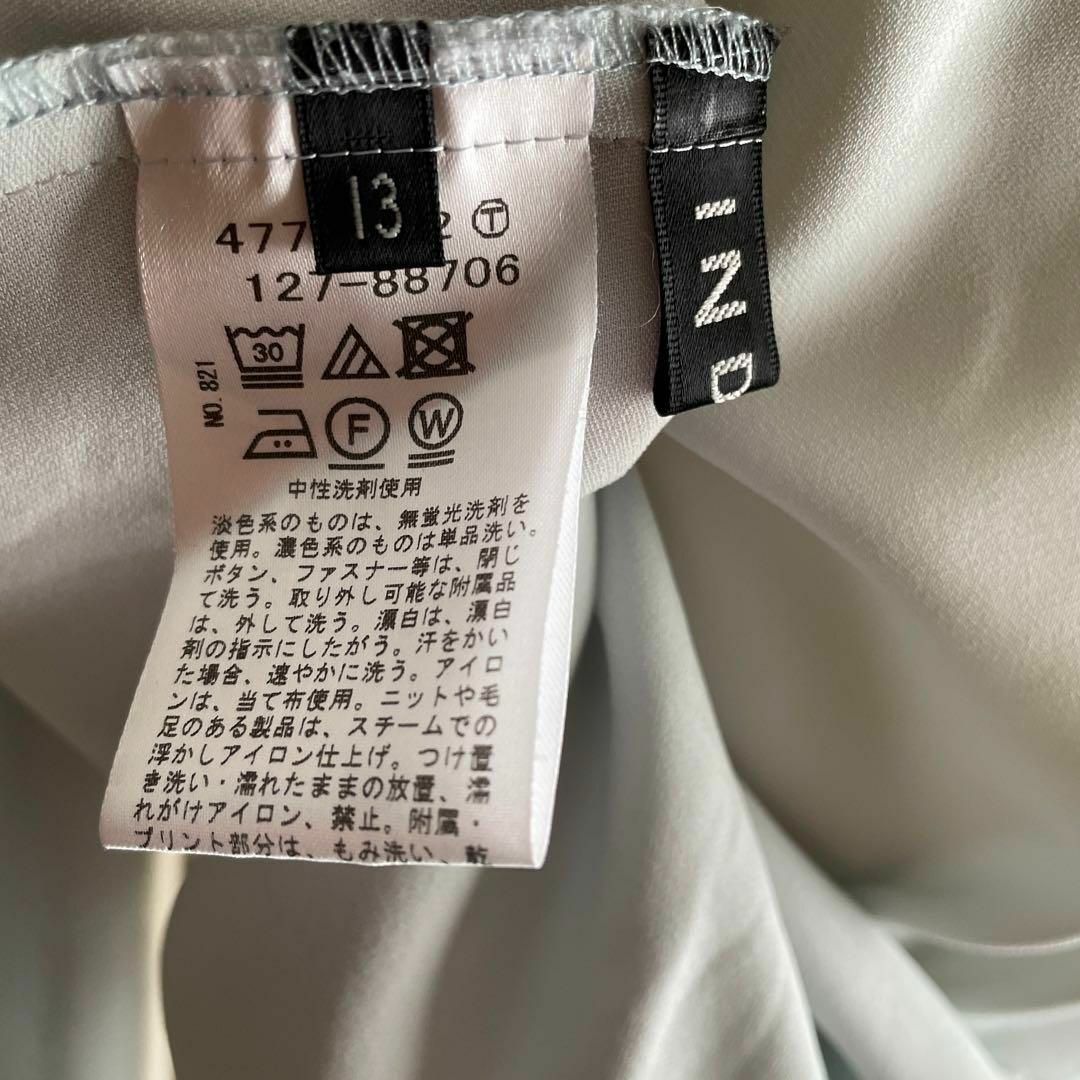 13
477 2 Ⓣ
127-88706
30
NO. 821
F
W
中性洗剤使用
淡色系のものは、無蛍光洗剤を
使用。濃色系のものは単品洗い。
ボタン、ファスナー等は、閉じ
て洗う。取り外し可能な附属品
は、外して洗う。漂白は、漂白
剤の指示にしたがう。汗をかい
た場合、速やかに洗う。アイロ
ンは、当て布使用。ニットや毛
足のある製品は、スチームでの
浮かしアイロン仕上げ。つけ置
き洗い・濡れたままの放置、濡
れがけアイロン、禁止。附属・
プリント部分は、もみ洗い、乾
IND